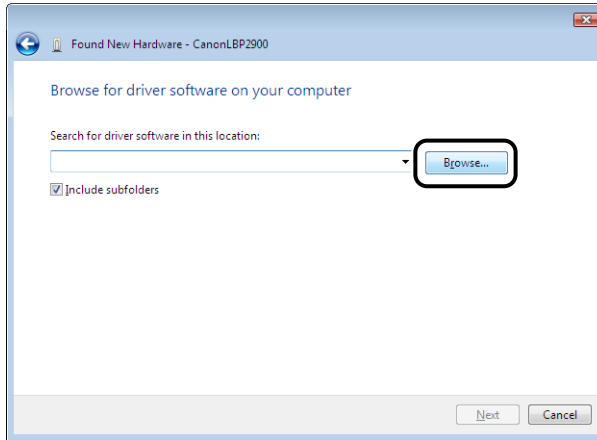 Found New Hardware - CanonLBP2900
Browse for driver software on your computer
Search for driver software in this location:
Browse...
Include subfolders
Next
Cancel